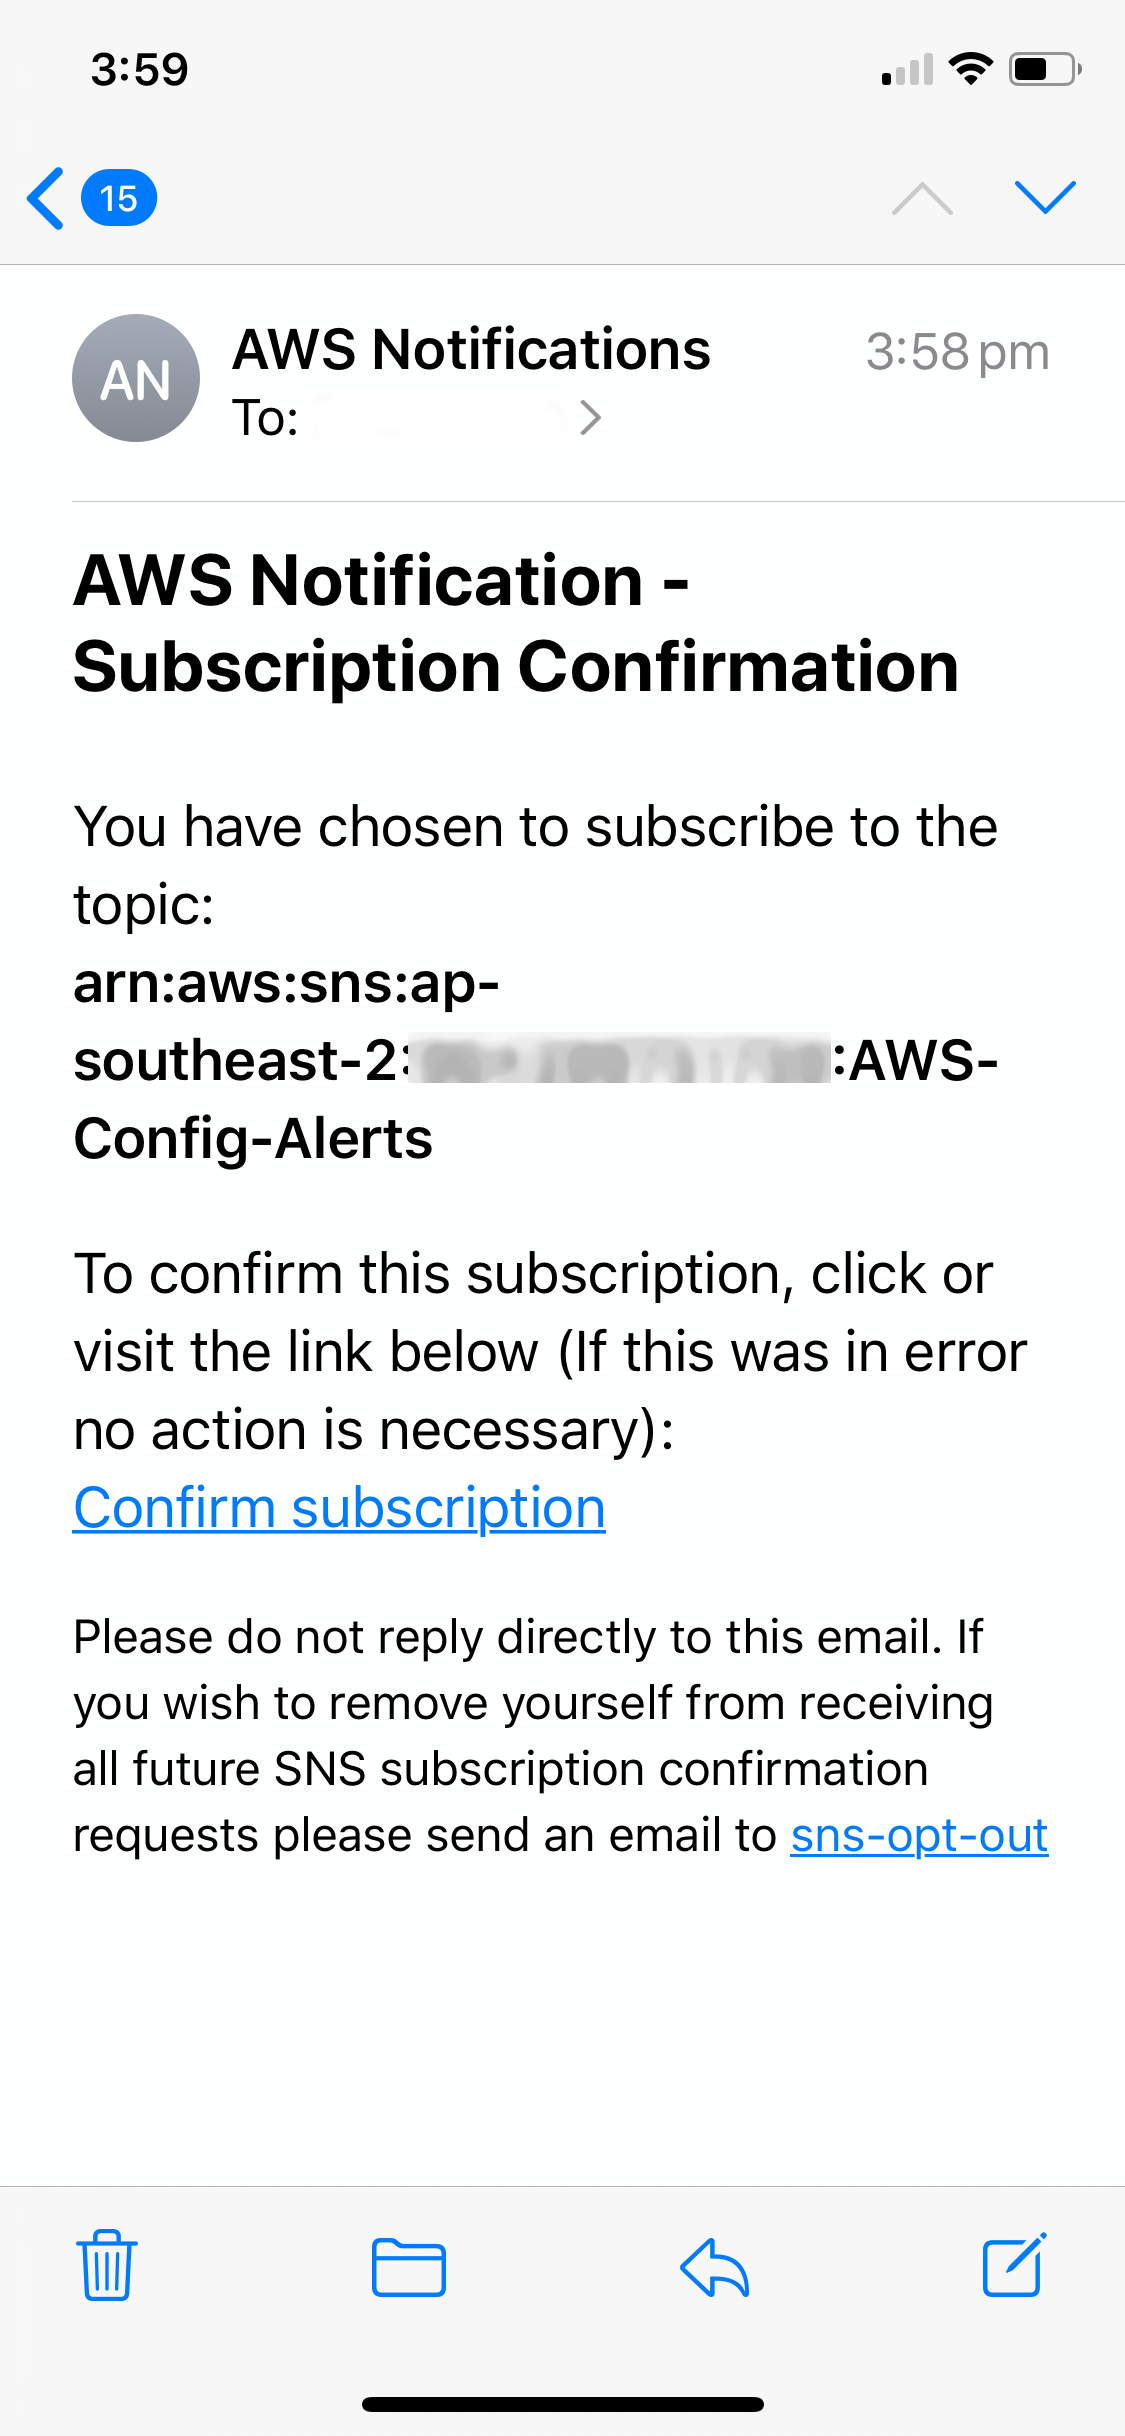 3:59
15
AN
AWS Notifications
3:58 pm
To:
AWS Notification -
Subscription Confirmation
You have chosen to subscribe to the
topic:
arn:aws:sns:ap-
southeast-2: :AWS-
Config-Alerts
To confirm this subscription, click or
visit the link below (If this was in error
no action is necessary):
Confirm subscription
Please do not reply directly to this email. If
you wish to remove yourself from receiving
all future SNS subscription confirmation
requests please send an email to sns-opt-out